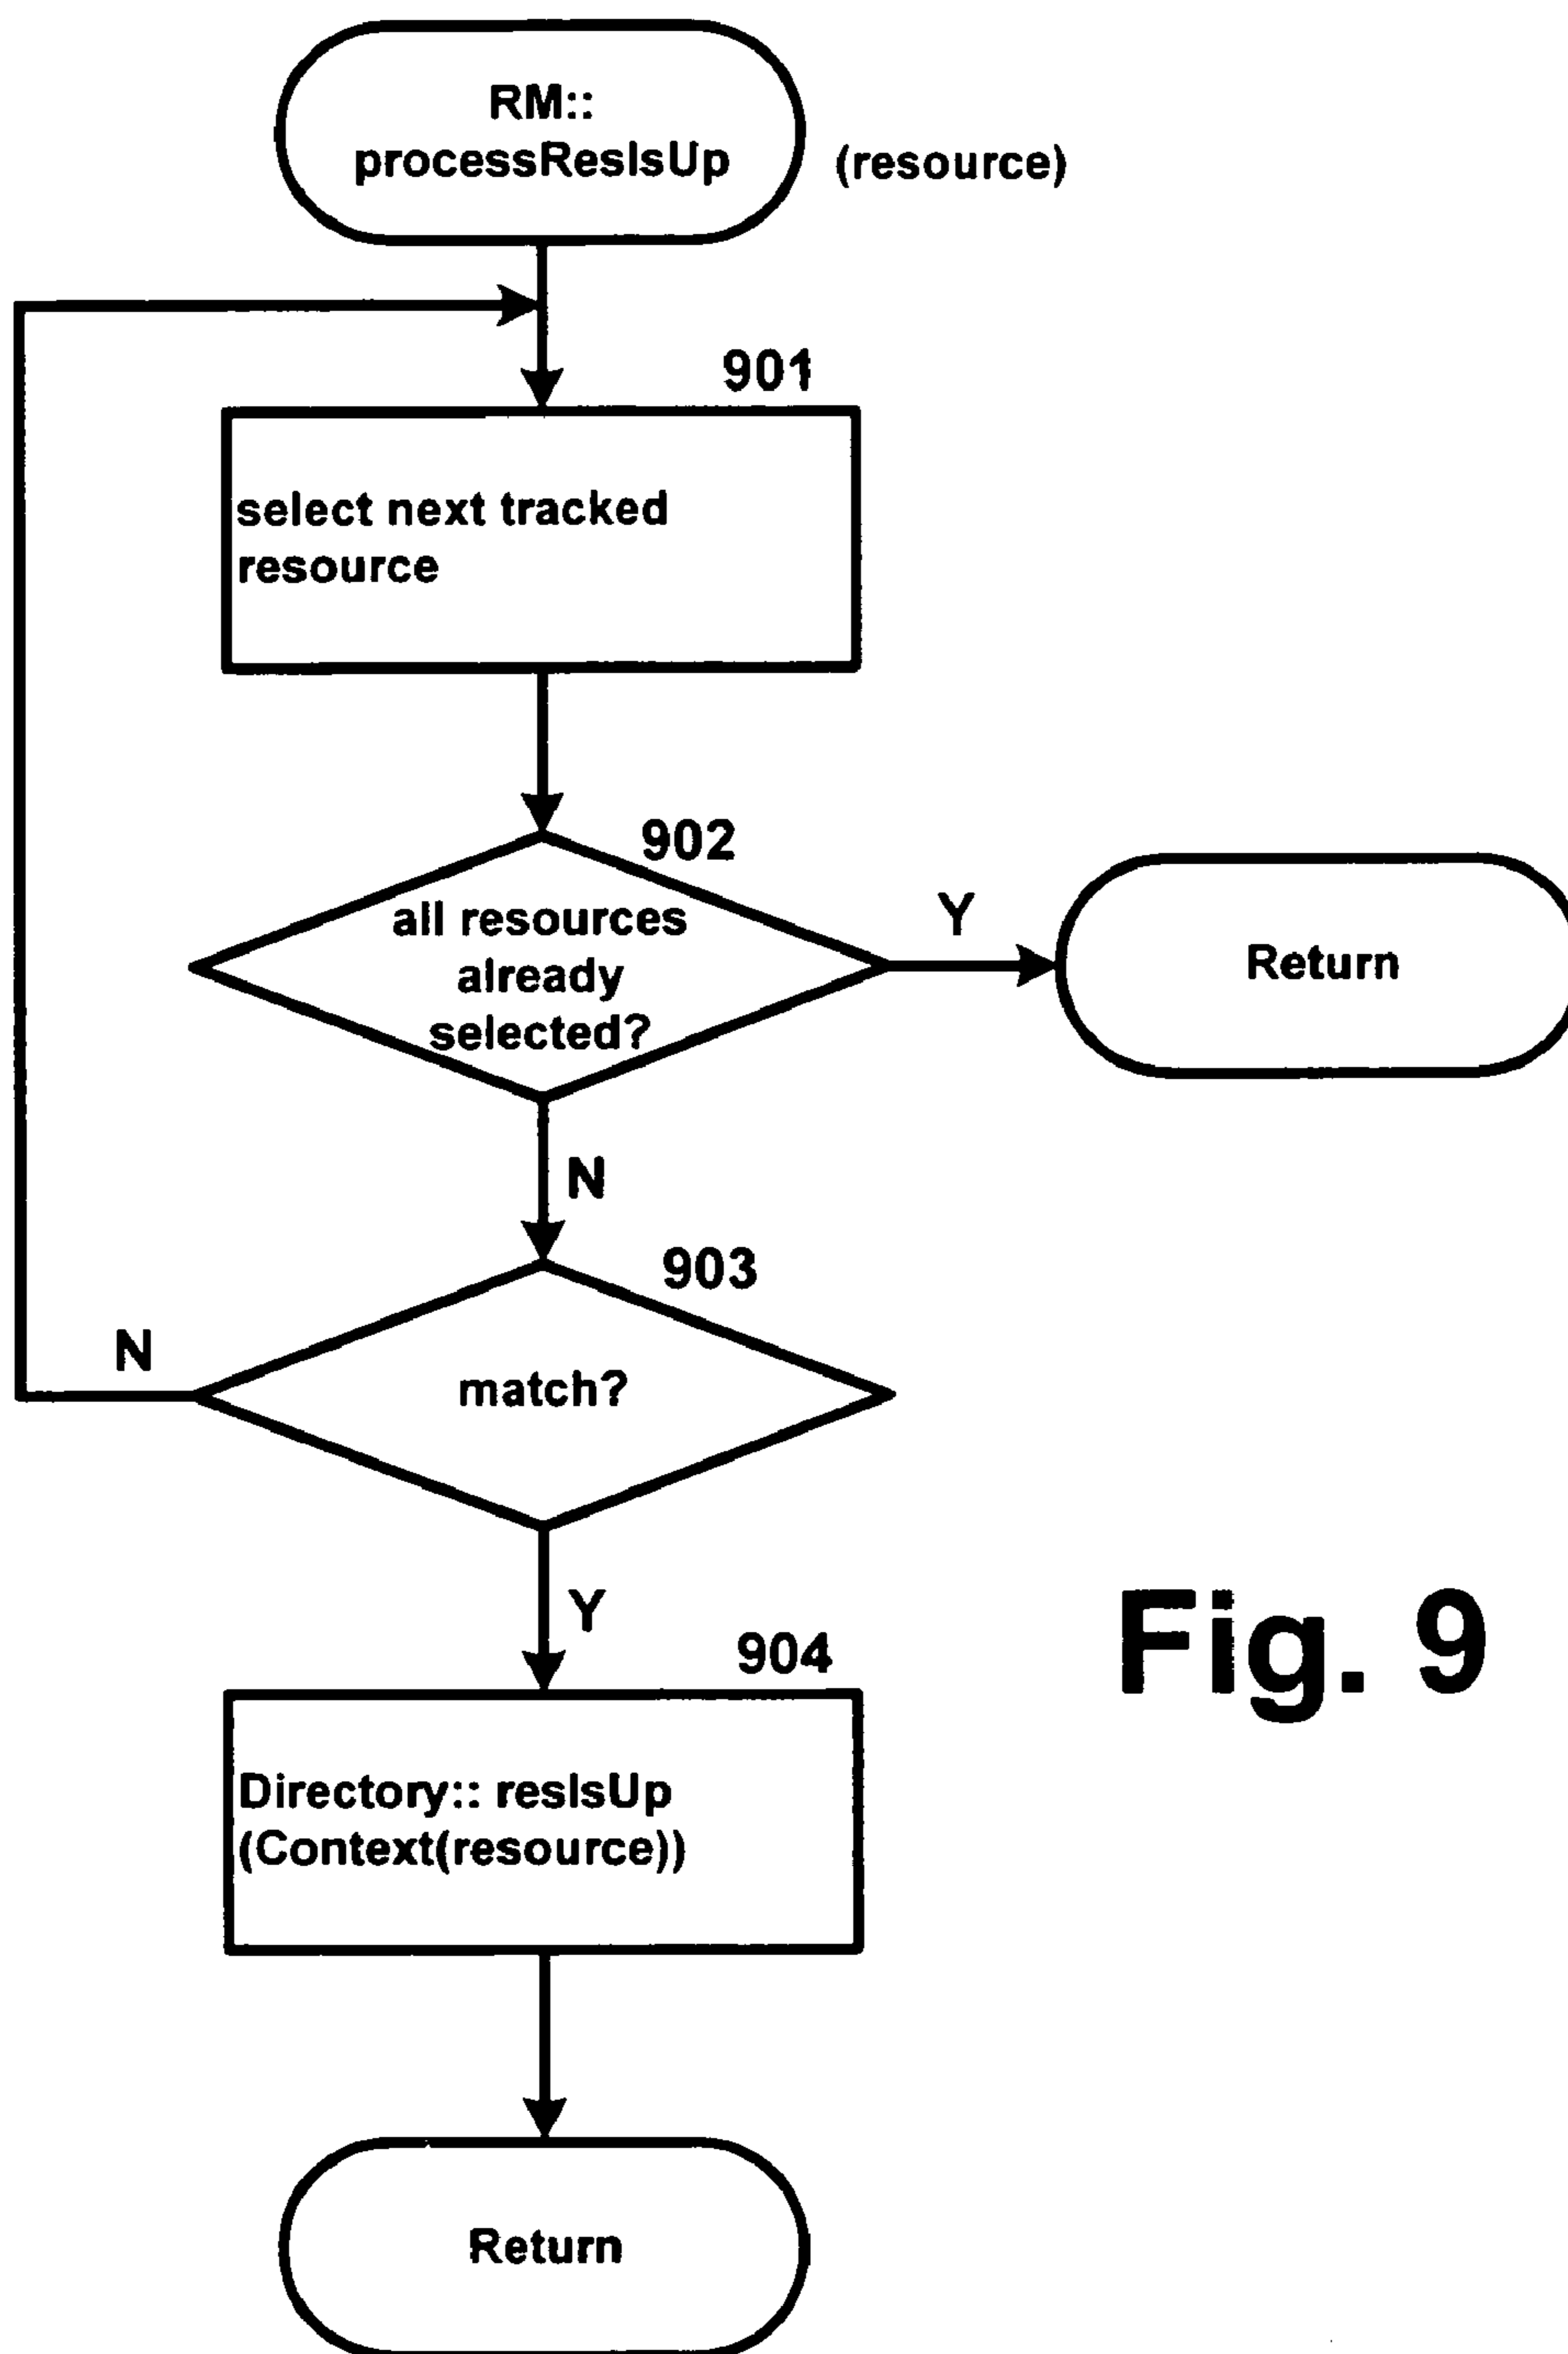 RM::
processResIsUp
(resource)
901
select next tracked
resource
902
all resources
already
selected?
Y
Return
N
903
match?
N
Y
904
Directory:: resIsUp
(Context(resource))
Return
Fig. 9